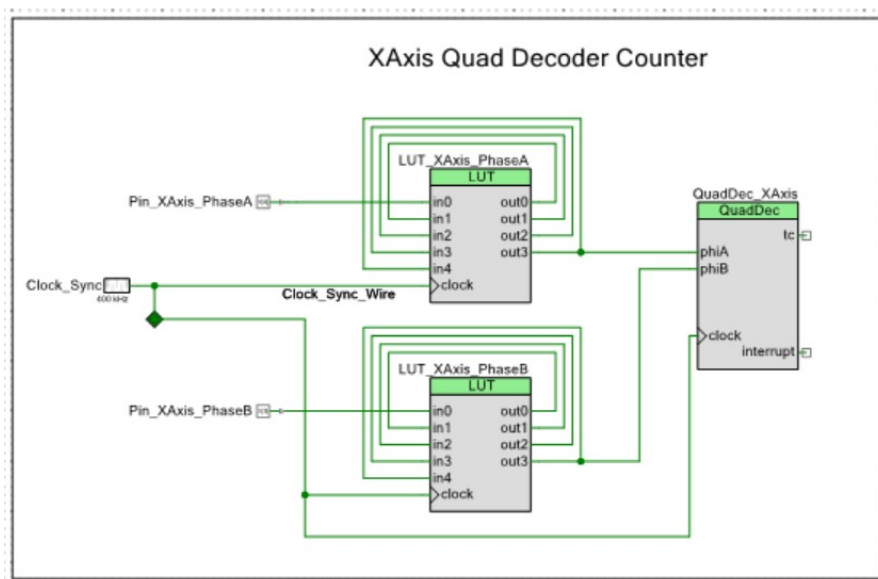 XAxis Quad Decoder Counter
LUT_XAxis_PhaseA
LUT
Pin_XAxis_PhaseA
in0 out0
in1 out1
in2 out2
in3 out3
in4
clock
QuadDec_XAxis
QuadDec
tc
phiA
phiB
clock
interrupt
Clock_Sync
400 kHz
Clock_Sync_Wire
LUT_XAxis_PhaseB
LUT
Pin_XAxis_PhaseB
in0 out0
in1 out1
in2 out2
in3 out3
in4
clock